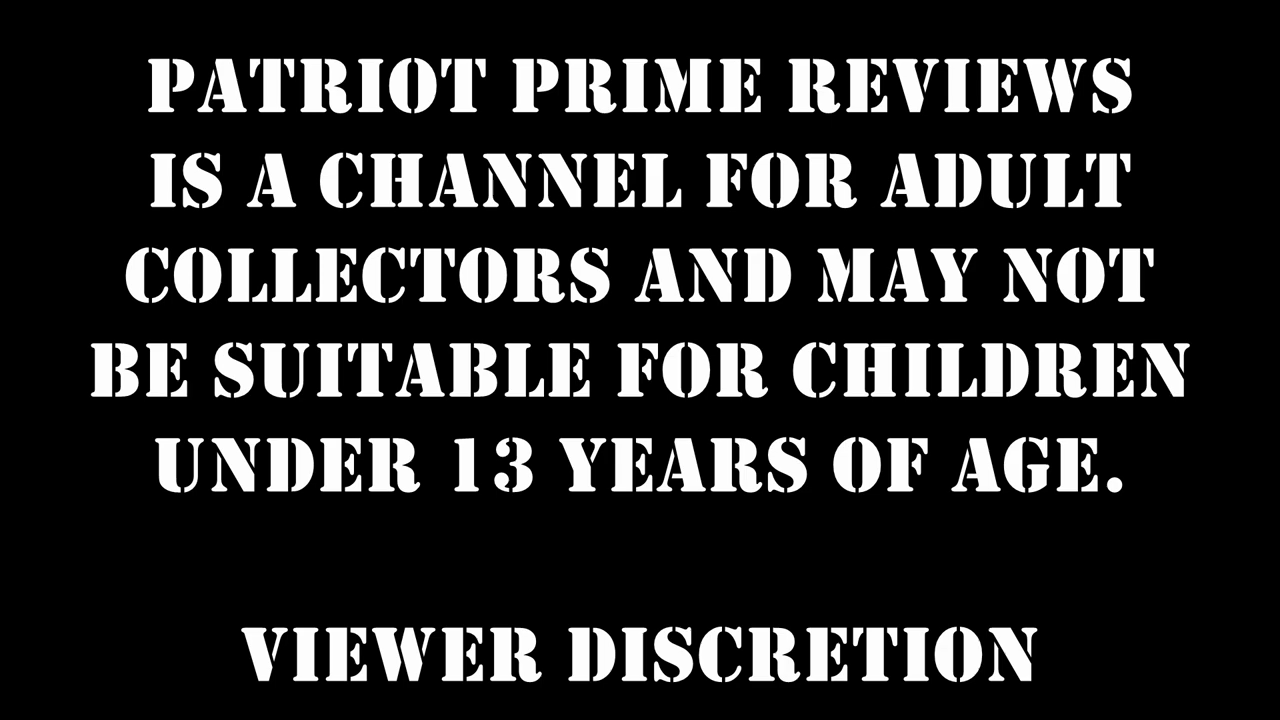 PATRIOT PRIME REVIEWS
IS A CHANNEL FOR ADULT
COLLECTORS AND MAY NOT
BE SUITABLE FOR CHILDREN
UNDER 13 YEARS OF AGE.
VIEWER DISCRETION